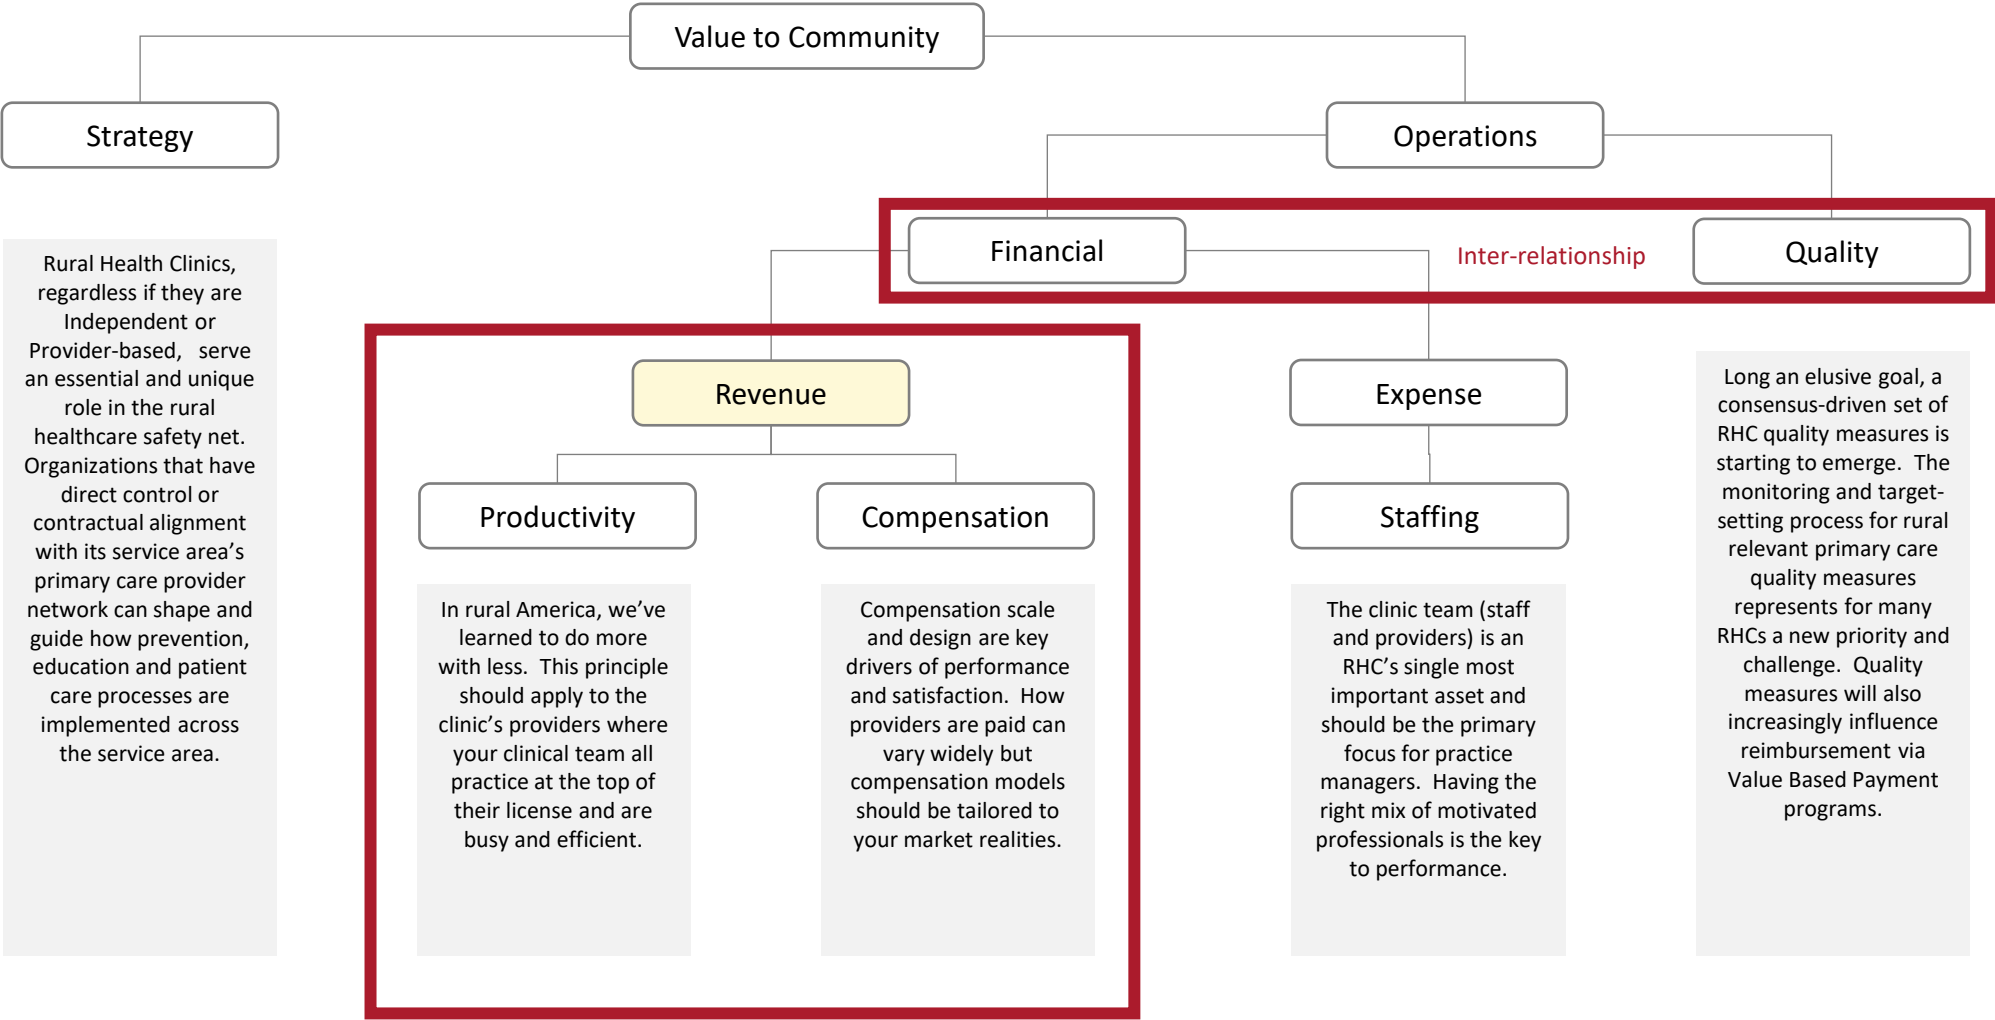 Value to Community
Strategy
Operations
Financial
Inter-relationship
Quality
Rural Health Clinics,
regardless if they are
Independent or
Provider-based,   serve
an essential and unique
role in the rural
healthcare safety net.
Organizations that have
direct control or
contractual alignment
with its service area’s
primary care provider
network can shape and
guide how prevention,
education and patient
care processes are
implemented across
the service area.
Revenue
Expense
Productivity
Compensation
Staffing
In rural America, we’ve
learned to do more
with less.  This principle
should apply to the
clinic’s providers where
your clinical team all
practice at the top of
their license and are
busy and efficient.
Compensation scale
and design are key
drivers of performance
and satisfaction.  How
providers are paid can
vary widely but
compensation models
should be tailored to
your market realities.
The clinic team (staff
and providers) is an
RHC’s single most
important asset and
should be the primary
focus for practice
managers.  Having the
right mix of motivated
professionals is the key
to performance.
Long an elusive goal, a
consensus-driven set of
RHC quality measures is
starting to emerge.  The
monitoring and target-
setting process for rural
relevant primary care
quality measures
represents for many
RHCs a new priority and
challenge.  Quality
measures will also
increasingly influence
reimbursement via
Value Based Payment
programs.